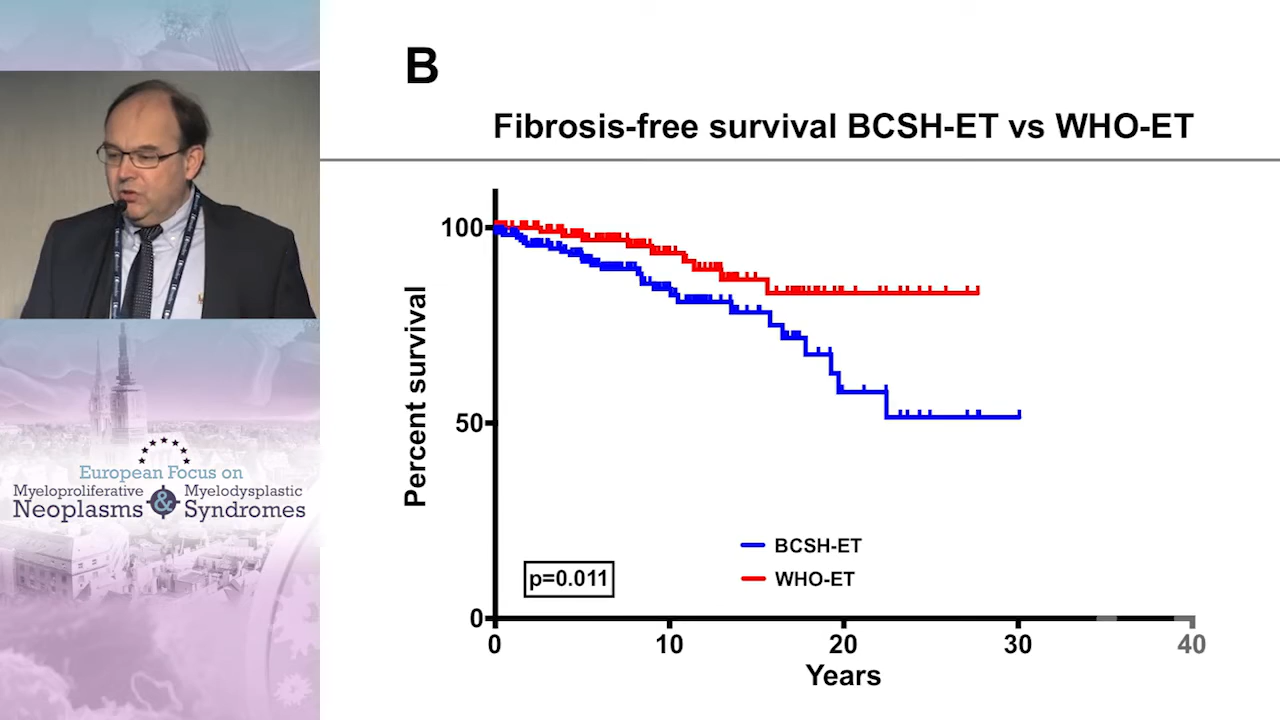 B
Fibrosis-free survival BCSH-ET vs WHO-ET
100
50
0
Percent survival
BCSH-ET
WHO-ET
p=0.011
0 10 20 30 40
Years
European Focus on
Myeloproliferative & Myelodysplastic
Neoplasms Syndromes